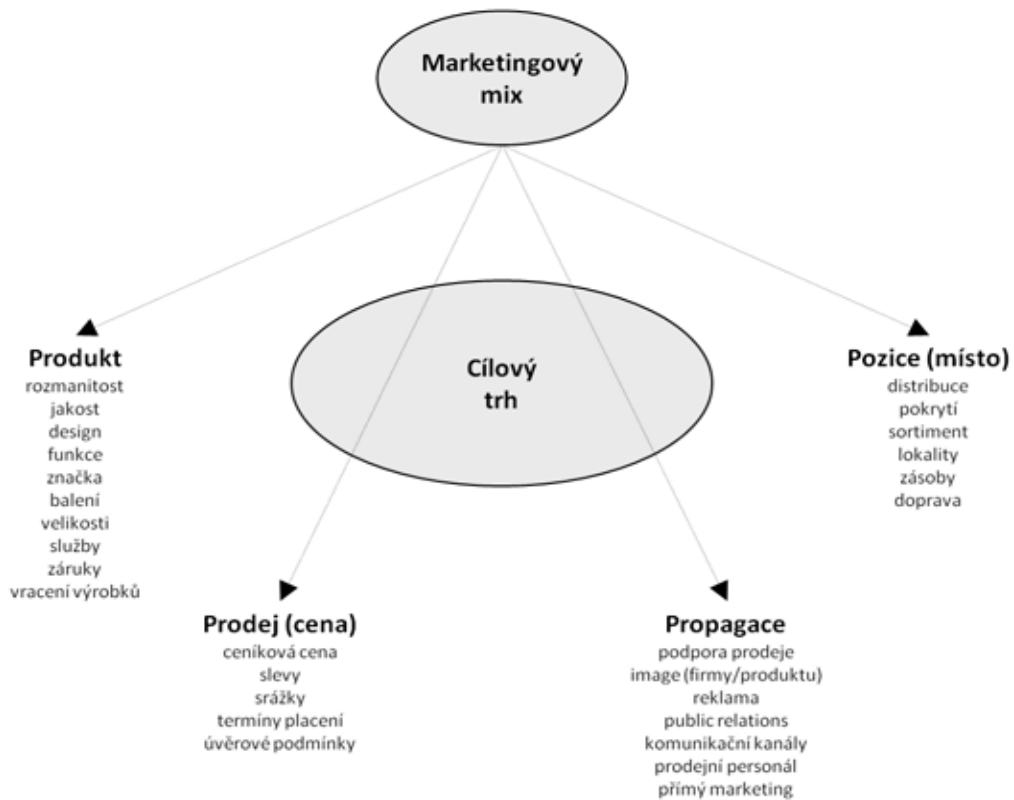 Marketingový
mix
Cílový
trh
Produkt
rozmanitost
jakost
design
funkce
značka
balení
velikosti
služby
záruky
vracení výrobků
Pozice (místo)
distribuce
pokrytí
sortiment
lokality
zásoby
doprava
Prodej (cena)
ceníková cena
slevy
srážky
termíny placení
úvěrové podmínky
Propagace
podpora prodeje
image (firmy/produktu)
reklama
public relations
komunikační kanály
prodejní personál
přímý marketing